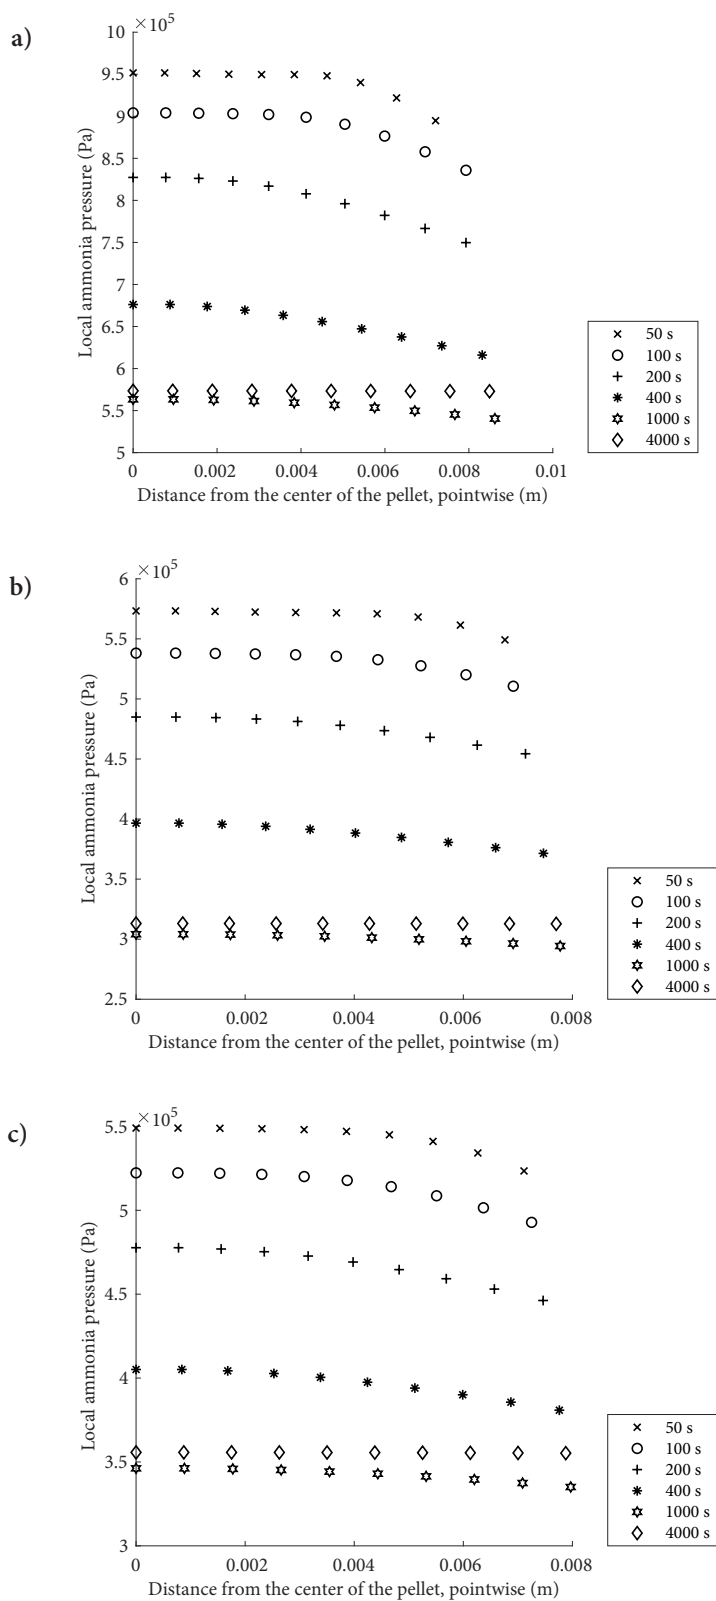 a)
×10⁵
10
9.5
9
8.5
8
7.5
7
6.5
6
5.5
5
Local ammonia pressure (Pa)
0 0.002 0.004 0.006 0.008 0.01
Distance from the center of the pellet, pointwise (m)
50 s
100 s
200 s
400 s
1000 s
4000 s
b)
×10⁵
6
5.5
5
4.5
4
3.5
3
2.5
Local ammonia pressure (Pa)
0 0.002 0.004 0.006 0.008
Distance from the center of the pellet, pointwise (m)
50 s
100 s
200 s
400 s
1000 s
4000 s
c)
×10⁵
5.5
5
4.5
4
3.5
3
Local ammonia pressure (Pa)
0 0.002 0.004 0.006 0.008
Distance from the center of the pellet, pointwise (m)
50 s
100 s
200 s
400 s
1000 s
4000 s